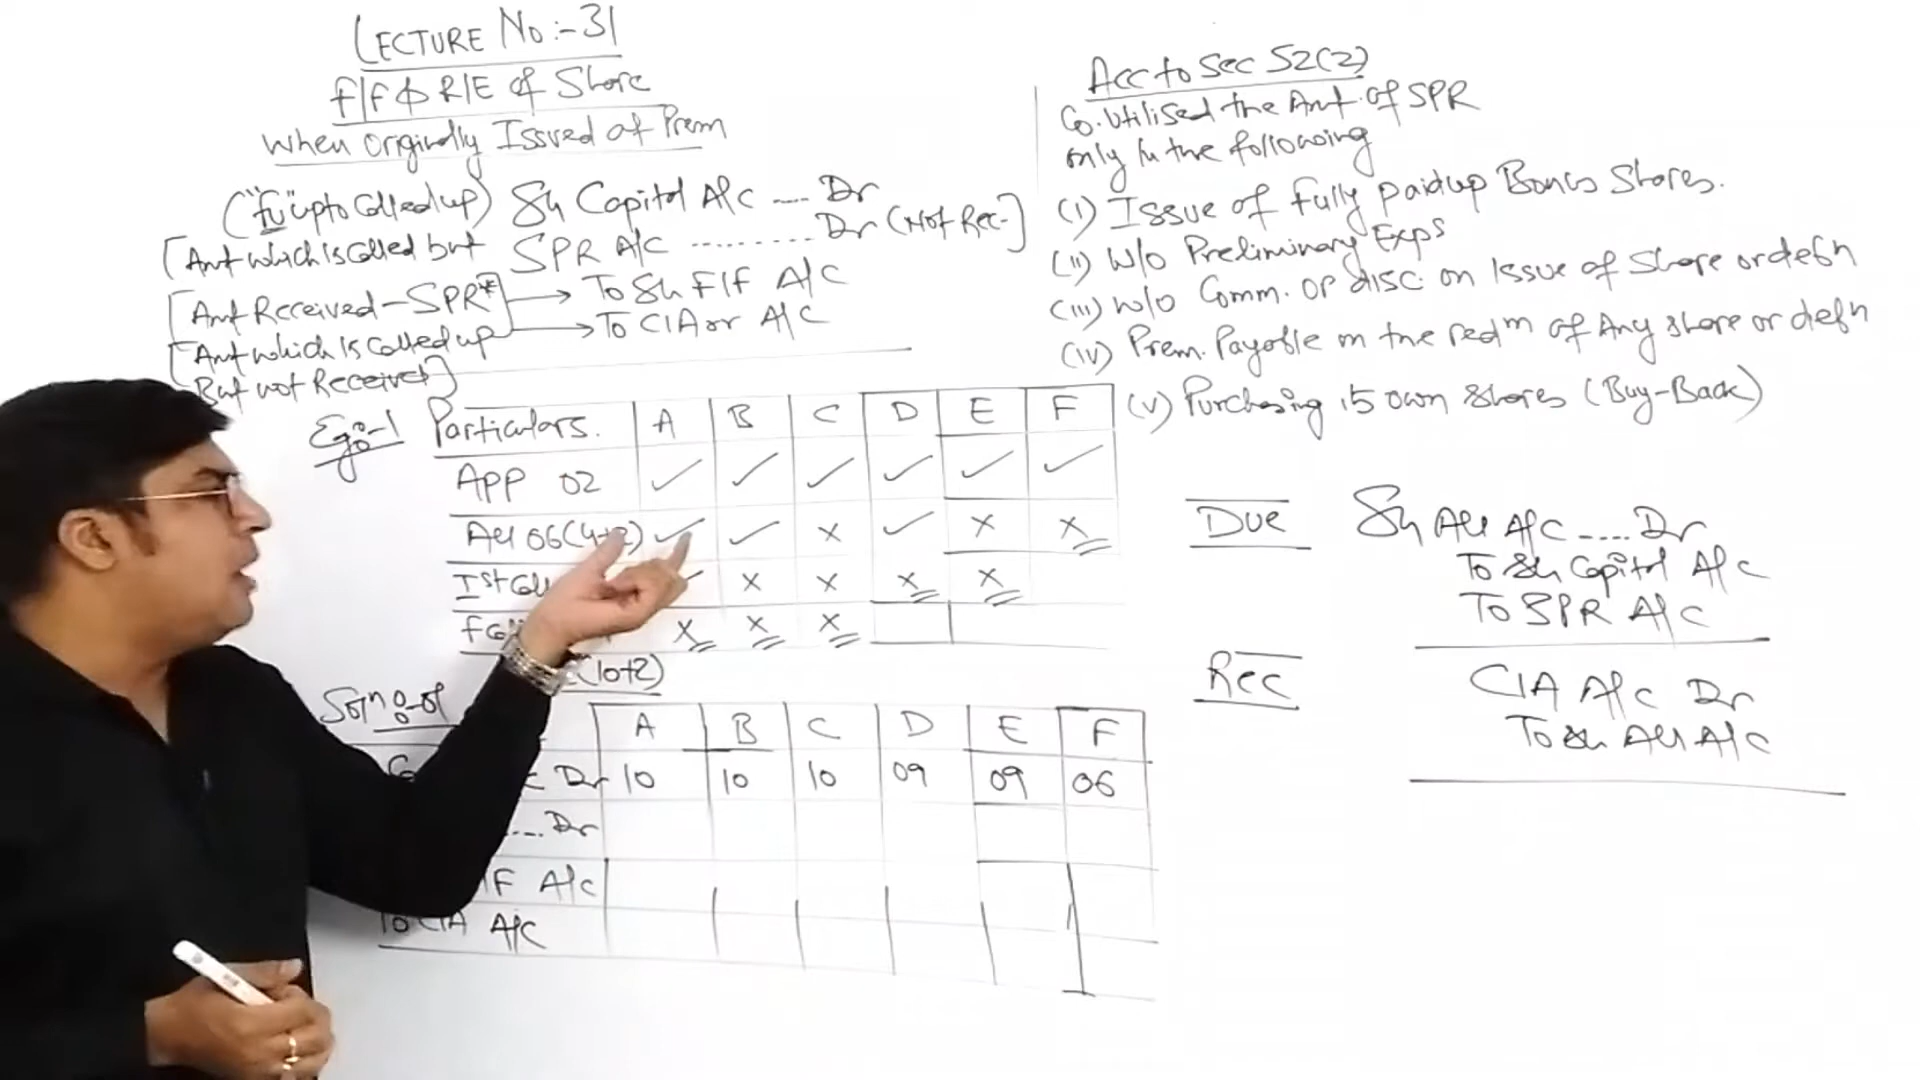 LECTURE No:-31
F/F & R/E of Share
when originally Issued at Prem
("fu" upto Called up) Sh Capital A/c .... Dr
[Amt which is called but SPR A/C ......... Dr (Not Rec-]
[Amt Received - SPR* → To Sh F/F A/C
[Amt which is Called up → To CIA or A/C
But not Received]
Eg:-1 Particulars. A B C D E F
APP 02 ✓ ✓ ✓ ✓ ✓ ✓
All 06(4+2) ✓ ✓ × ✓ × ×
Ist Call × × × ×
× × ×
(10+2)
Soln:-of
A B C D E F
Dr 10 10 10 09 09 06
.... Dr
F A/c
To CIA A/C
Acc to Sec 52(2)
Co. Utilised the Amt. of SPR
only in the following
(i) Issue of fully paidup Bonus Shares.
(ii) W/o Preliminary Exps
(iii) W/o Comm. or disc. on Issue of Share or debn
(iv) Prem. Payable on the redm of Any share or debn
(v) Purchasing its own Shares (Buy-Back)
Due Sh All A/C .... Dr
To Sh Capital A/c
To SPR A/c
Rec CIA A/c Dr
To Sh All A/c